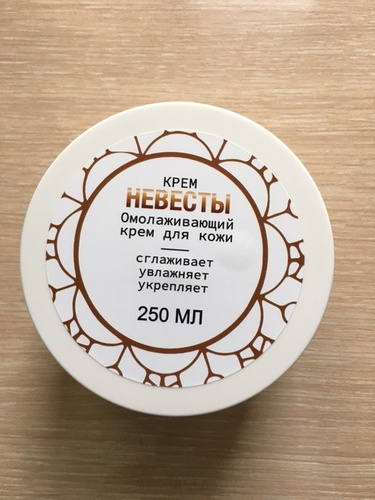 КРЕМ
НЕВЕСТЫ
Омолаживающий
крем для кожи
сглаживает
увлажняет
укрепляет
250 МЛ